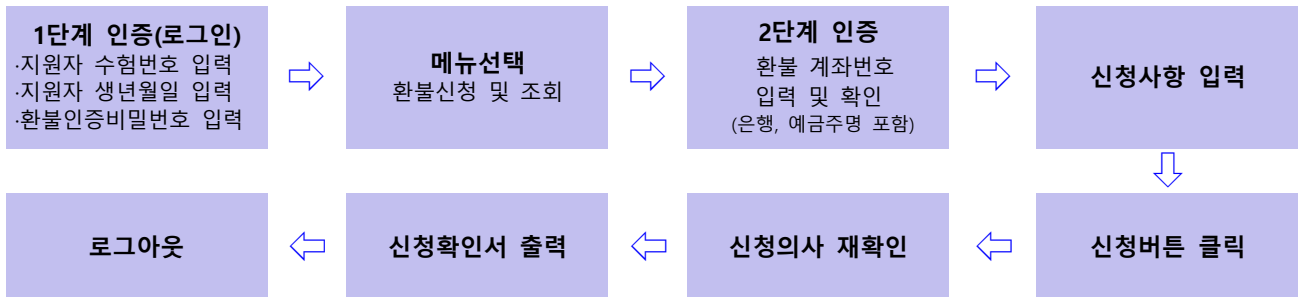 1단계 인증(로그인)
·지원자 수험번호 입력
·지원자 생년월일 입력
·환불인증비밀번호 입력
메뉴선택
환불신청 및 조회
2단계 인증
환불 계좌번호
입력 및 확인
(은행, 예금주명 포함)
신청사항 입력
신청버튼 클릭
신청의사 재확인
신청확인서 출력
로그아웃